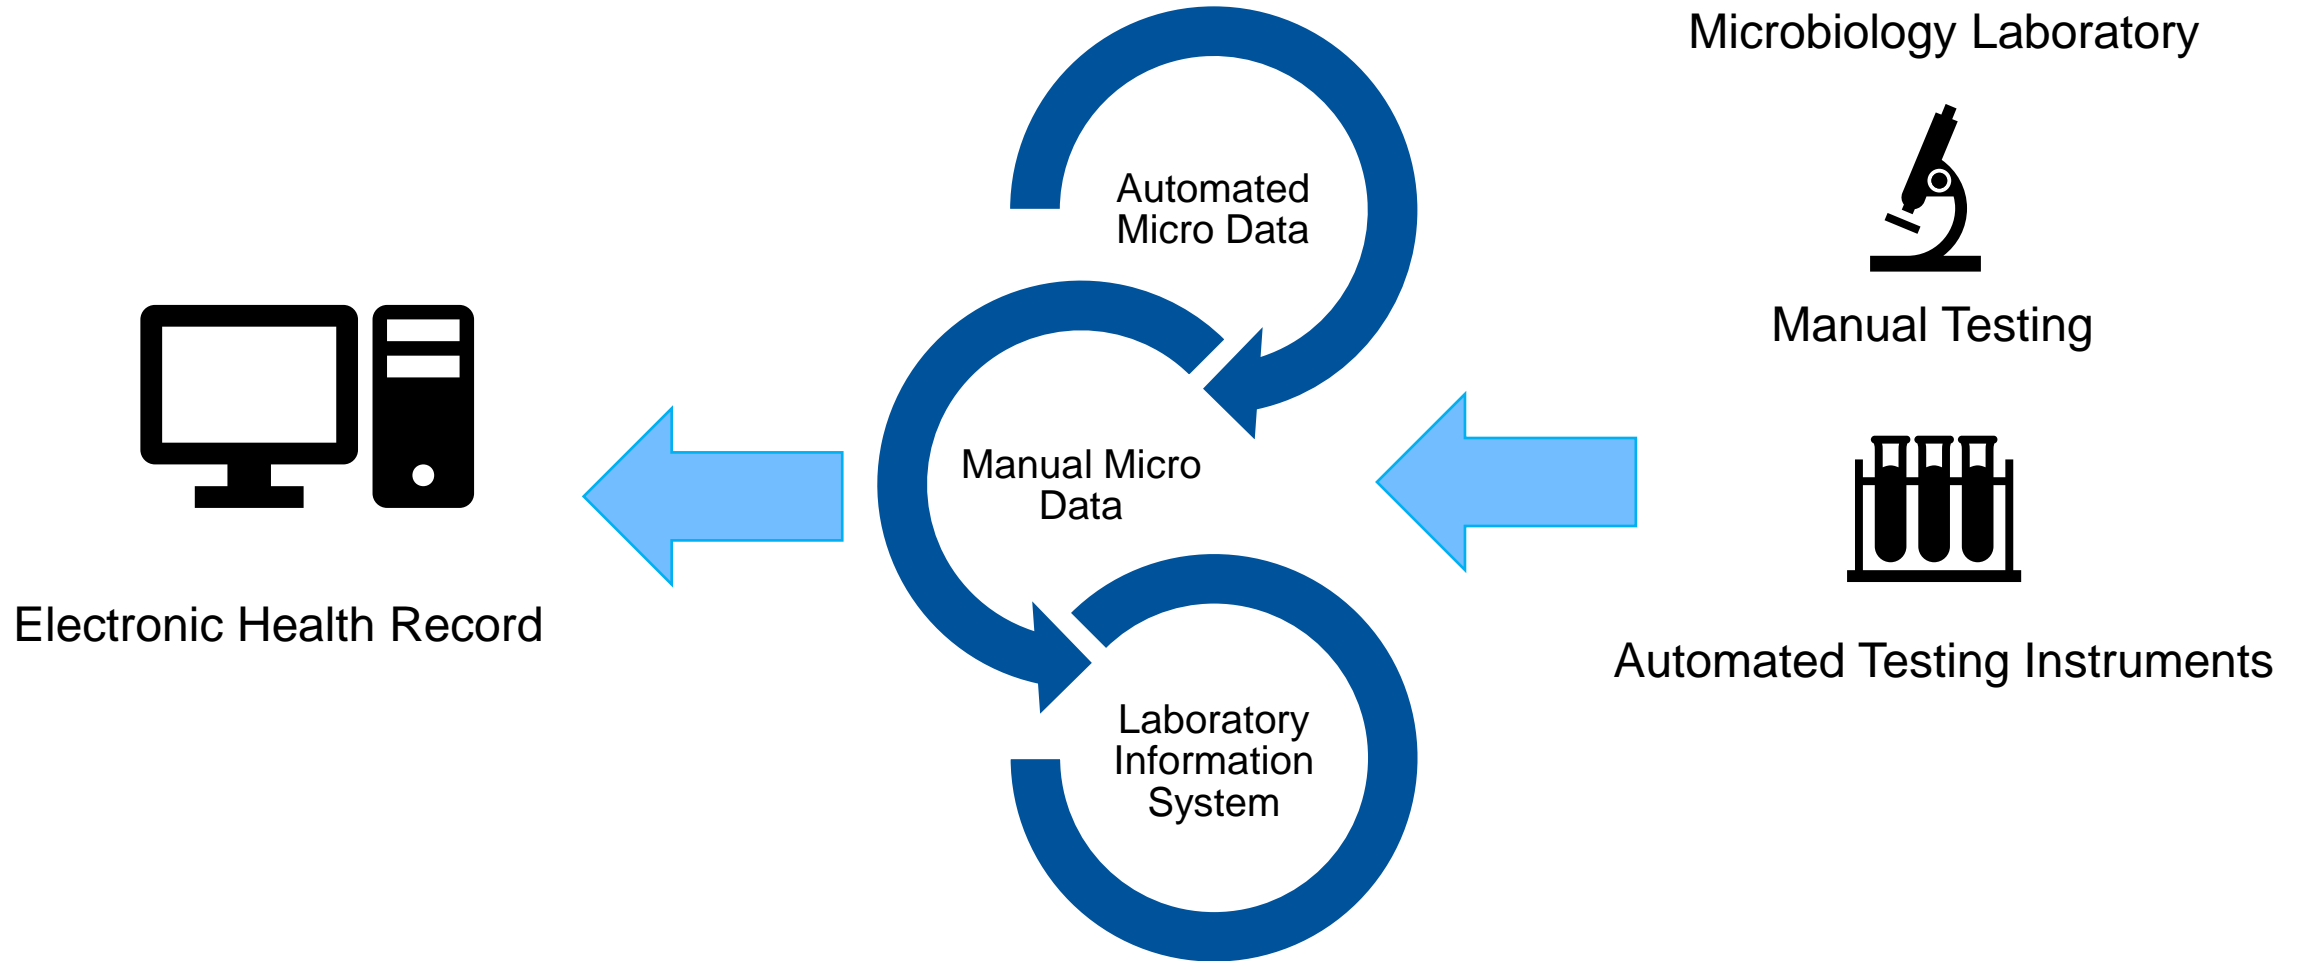 Microbiology Laboratory
Manual Testing
Automated Testing Instruments
Automated
Micro Data
Manual Micro
Data
Laboratory
Information
System
Electronic Health Record